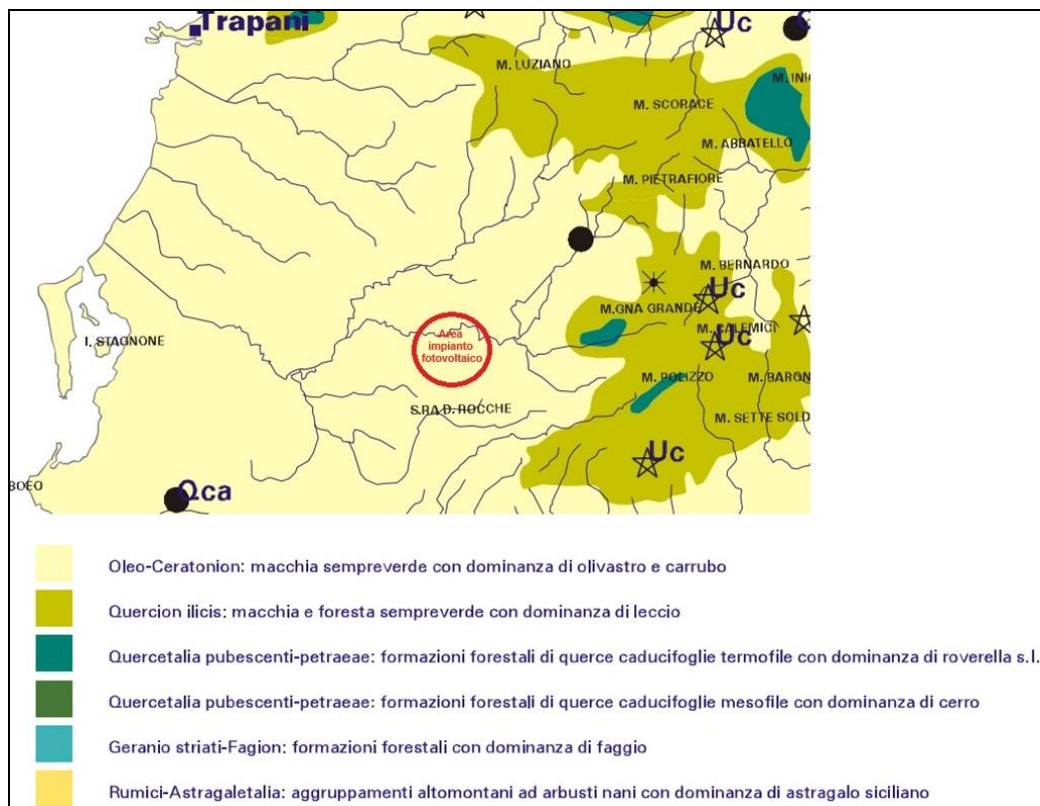 Trapani
Uc
M. LUZIANO
M. INIC
M. SCORACE
M. ABBATELLO
M. PIETRAFIORE
M. BERNARDO
Uc
M.GNA GRANDE
M. CALEMICI
Uc
I. STAGNONE
Area
impianto
fotovoltaico
M. POLIZZO
M. BARON
S.RA D. ROCCHE
M. SETTE SOLD
Uc
BOEO
Qca
Oleo-Ceratonion: macchia sempreverde con dominanza di olivastro e carrubo
Quercion ilicis: macchia e foresta sempreverde con dominanza di leccio
Quercetalia pubescenti-petraeae: formazioni forestali di querce caducifoglie termofile con dominanza di roverella s.l.
Quercetalia pubescenti-petraeae: formazioni forestali di querce caducifoglie mesofile con dominanza di cerro
Geranio striati-Fagion: formazioni forestali con dominanza di faggio
Rumici-Astragaletalia: aggruppamenti altomontani ad arbusti nani con dominanza di astragalo siciliano